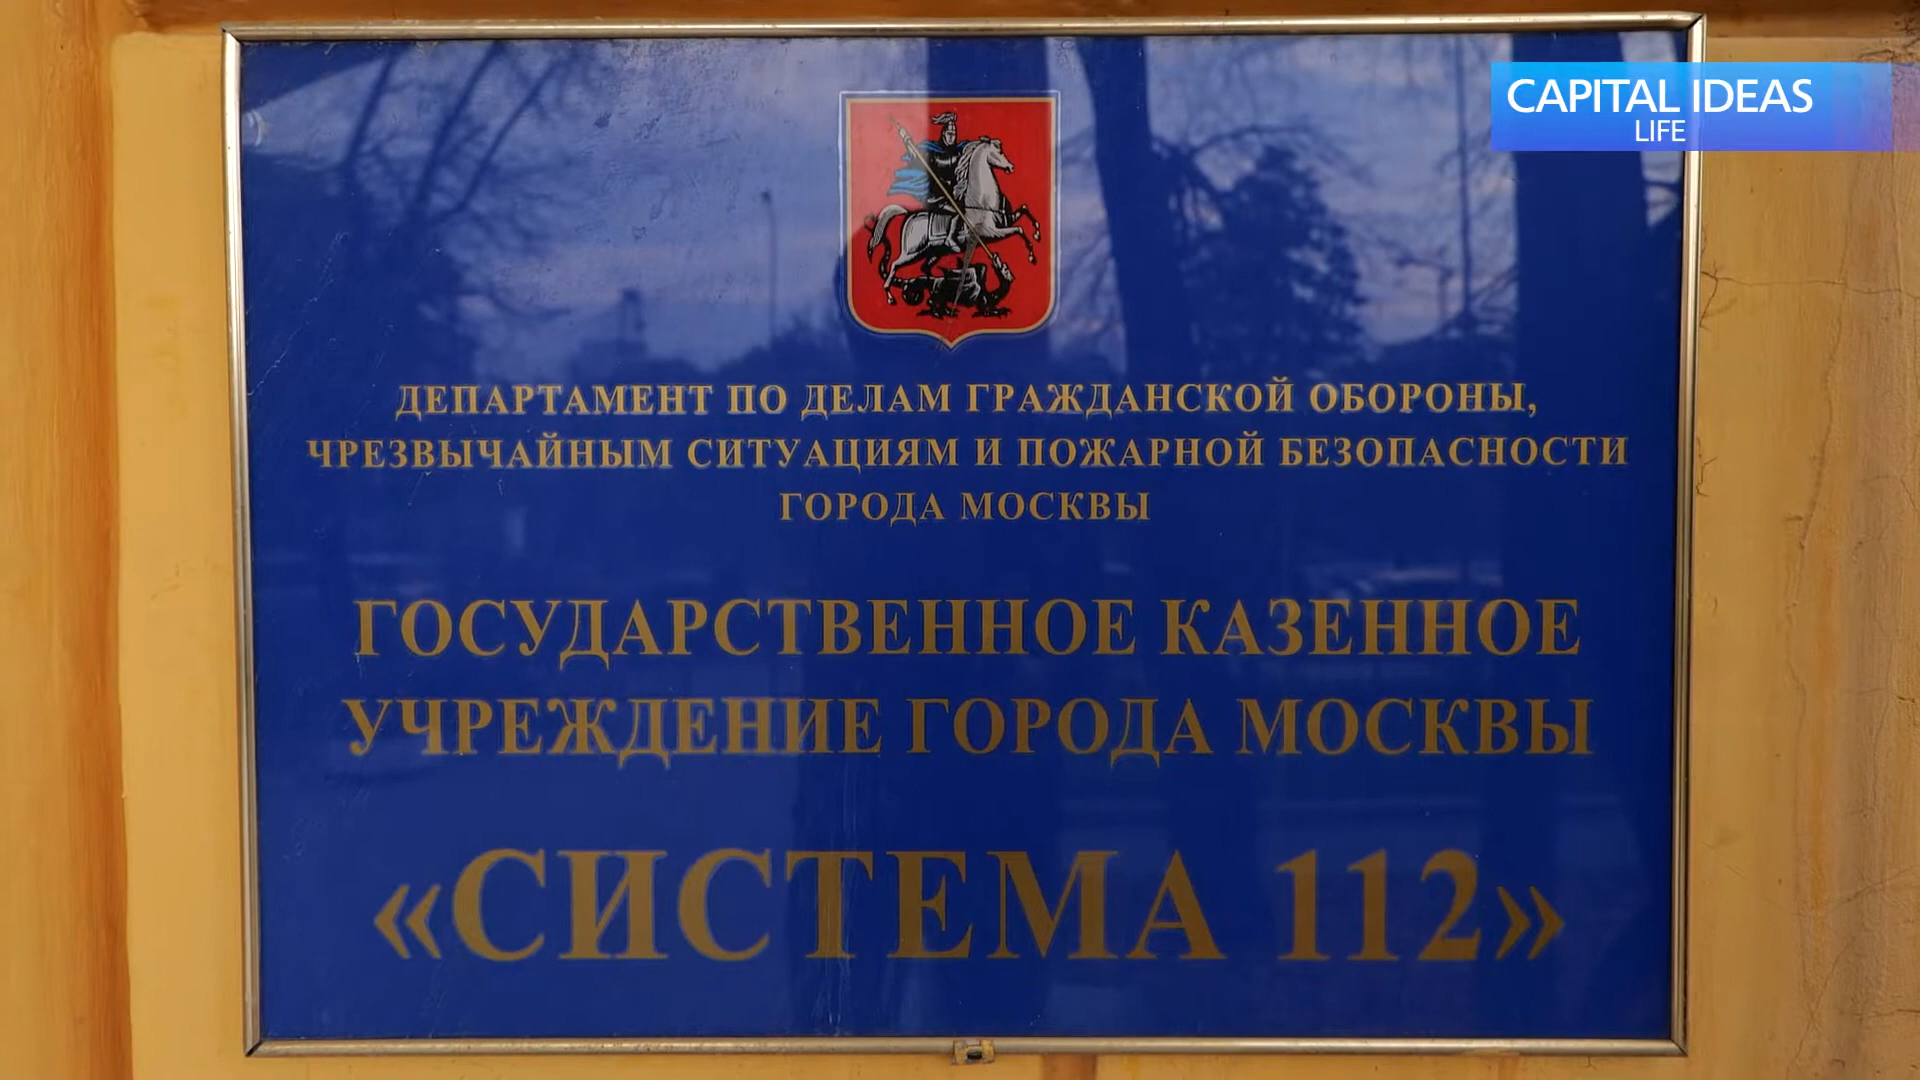 CAPITAL IDEAS
LIFE
ДЕПАРТАМЕНТ ПО ДЕЛАМ ГРАЖДАНСКОЙ ОБОРОНЫ,
ЧРЕЗВЫЧАЙНЫМ СИТУАЦИЯМ И ПОЖАРНОЙ БЕЗОПАСНОСТИ
ГОРОДА МОСКВЫ
ГОСУДАРСТВЕННОЕ КАЗЕННОЕ
УЧРЕЖДЕНИЕ ГОРОДА МОСКВЫ
«СИСТЕМА 112»